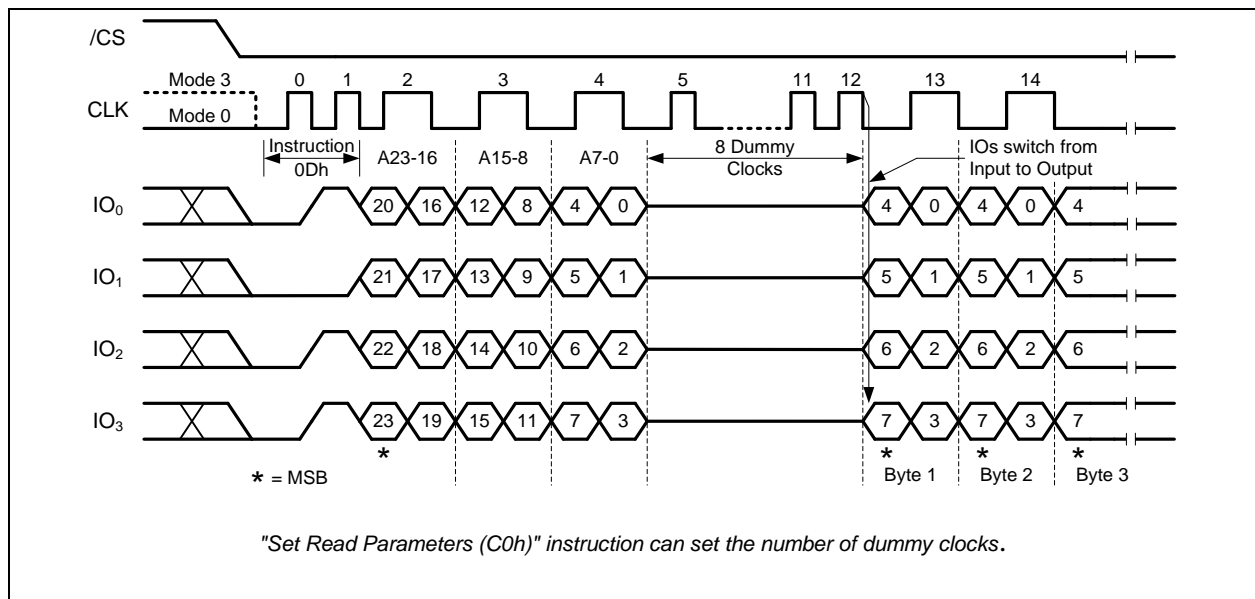 /CS
Mode 3 0 1 2 3 4 5 11 12 13 14
CLK Mode 0
Instruction 8 Dummy IOs switch from
0Dh A23-16 A15-8 A7-0 Clocks Input to Output
IO0 20 16 12 8 4 0 4 0 4 0 4
IO1 21 17 13 9 5 1 5 1 5 1 5
IO2 22 18 14 10 6 2 6 2 6 2 6
IO3 23 19 15 11 7 3 7 3 7 3 7
* * * *
* = MSB Byte 1 Byte 2 Byte 3
"Set Read Parameters (C0h)" instruction can set the number of dummy clocks.